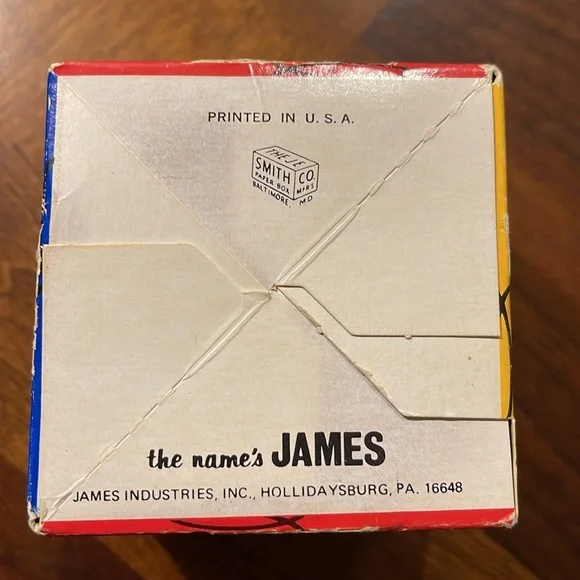 PRINTED IN U. S. A.
THE J. E.
SMITH CO.
PAPER BOX MFRS.
BALTIMORE, MD
the name's JAMES
JAMES INDUSTRIES, INC., HOLLIDAYSBURG, PA. 16648